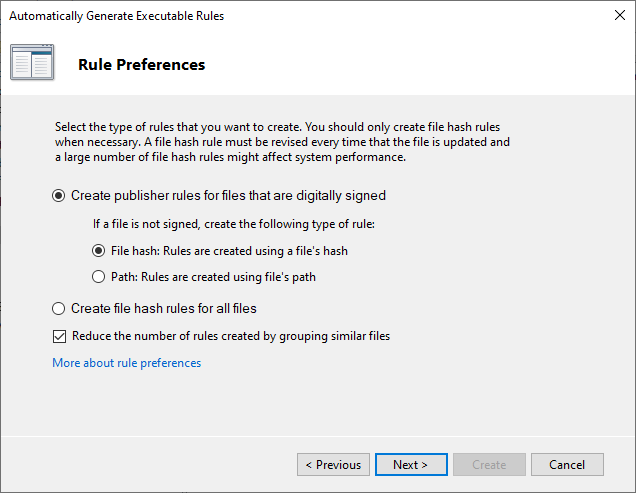 Automatically Generate Executable Rules
Rule Preferences
Select the type of rules that you want to create. You should only create file hash rules
when necessary. A file hash rule must be revised every time that the file is updated and
a large number of file hash rules might affect system performance.
Create publisher rules for files that are digitally signed
If a file is not signed, create the following type of rule:
File hash: Rules are created using a file's hash
Path: Rules are created using file's path
Create file hash rules for all files
Reduce the number of rules created by grouping similar files
More about rule preferences
< Previous
Next >
Create
Cancel